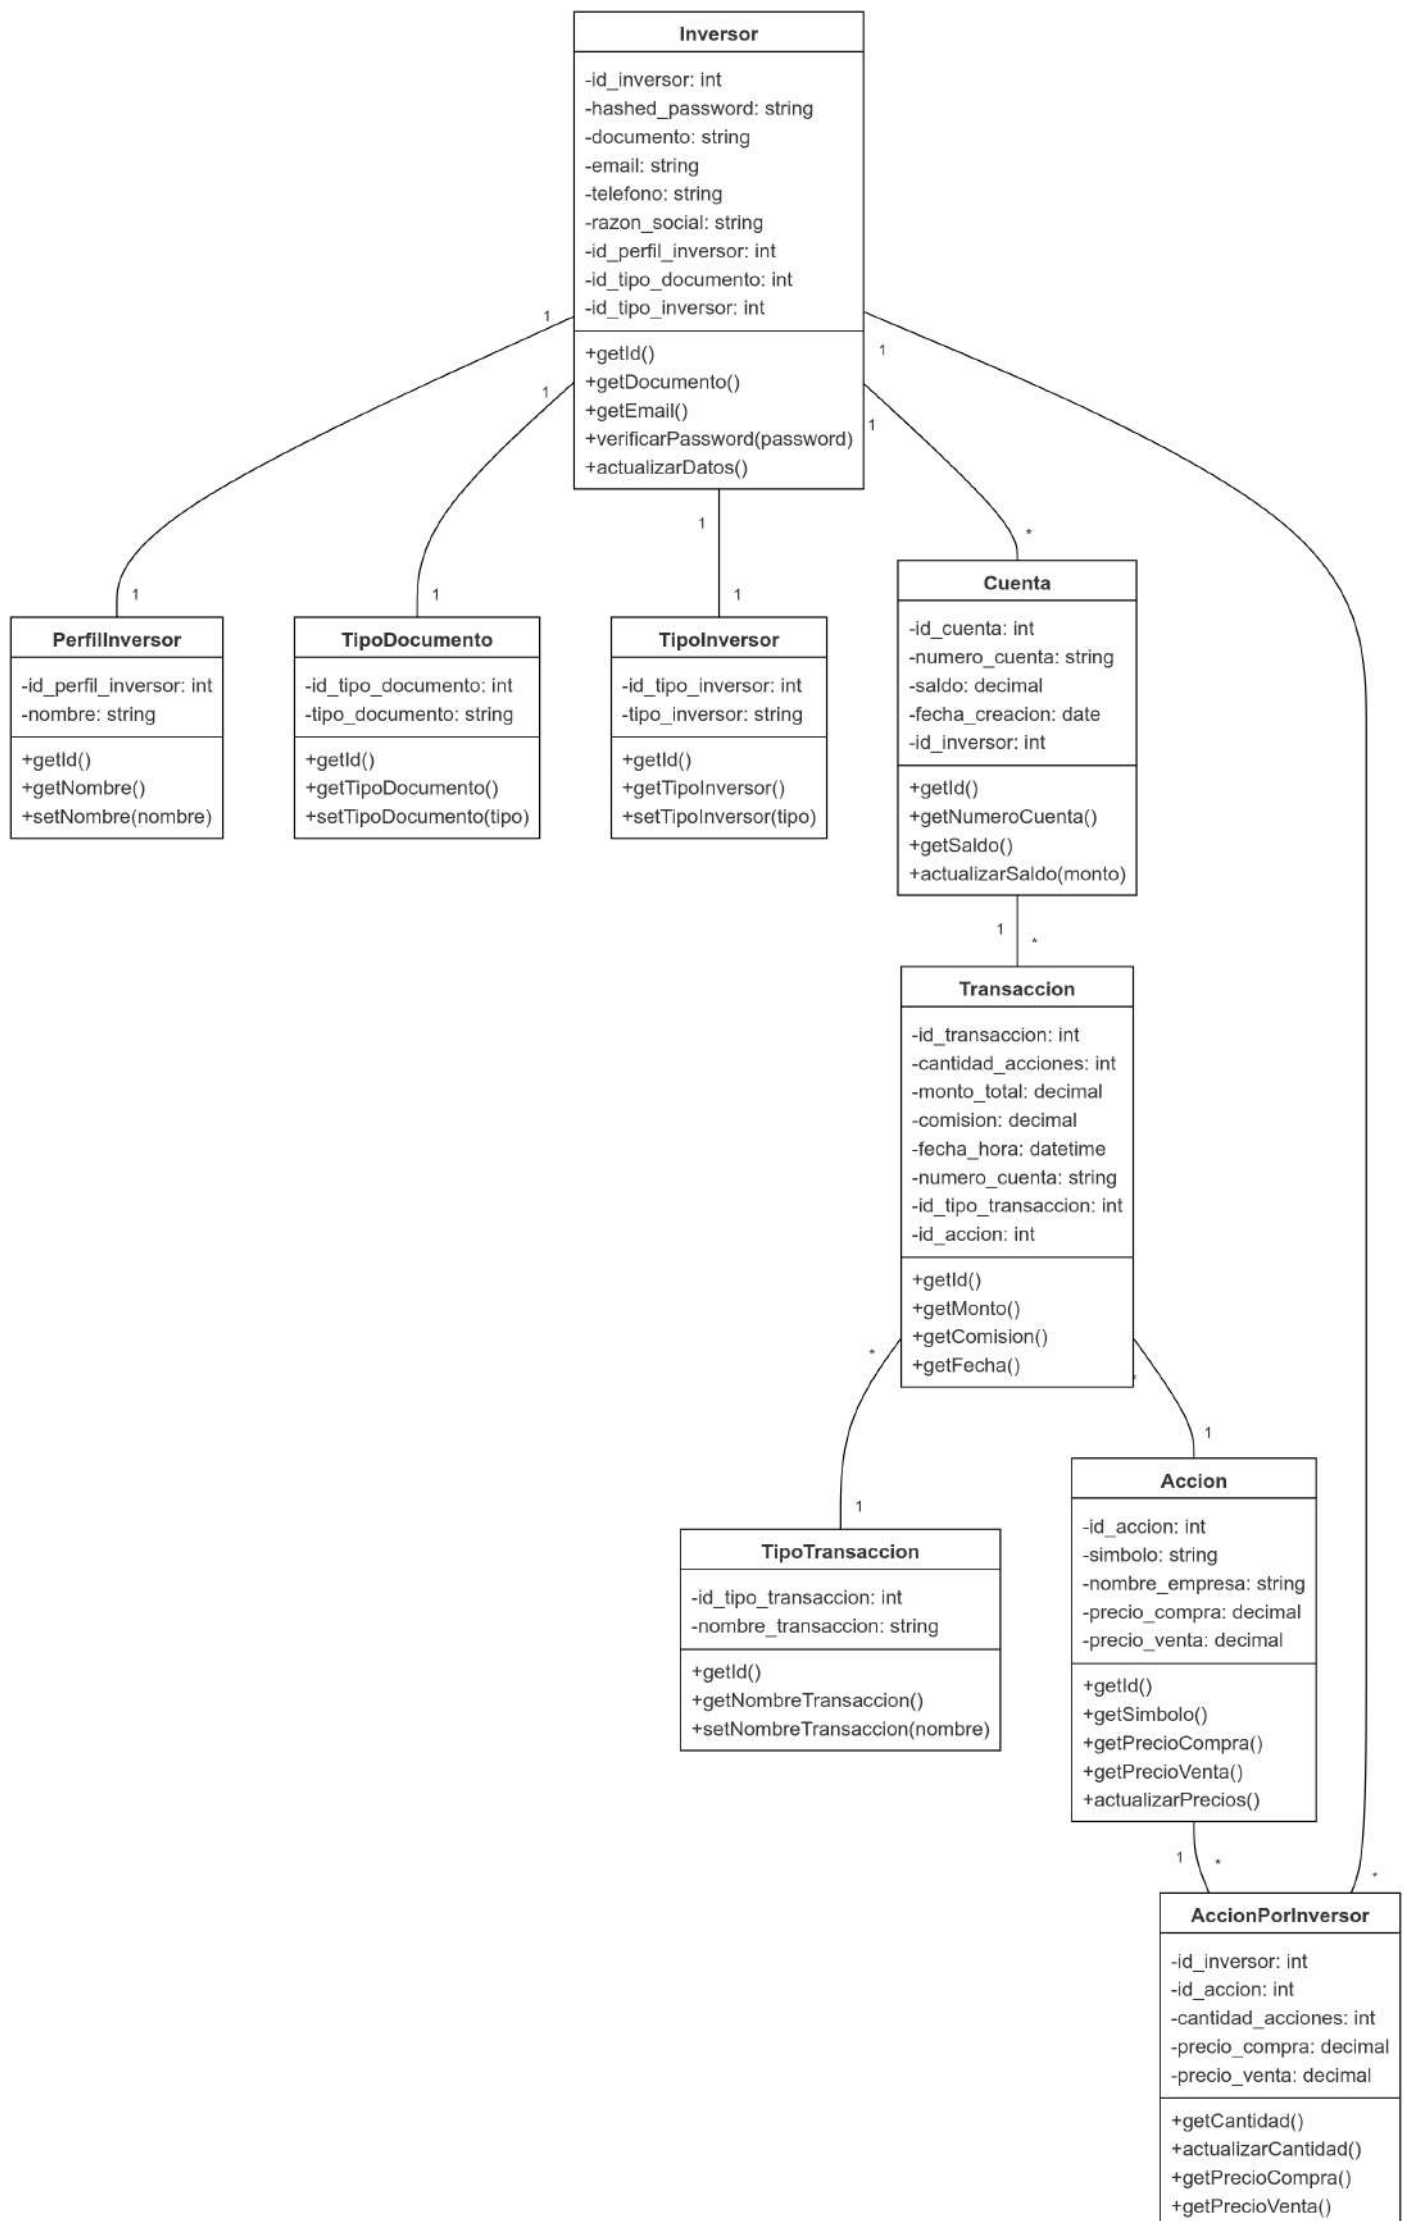 Inversor
-id_inversor: int
-hashed_password: string
-documento: string
-email: string
-telefono: string
-razon_social: string
-id_perfil_inversor: int
-id_tipo_documento: int
-id_tipo_inversor: int
+getId()
+getDocumento()
+getEmail()
+verificarPassword(password)
+actualizarDatos()
1
1
1
1
1
1
1
1
*
PerfilInversor
-id_perfil_inversor: int
-nombre: string
+getId()
+getNombre()
+setNombre(nombre)
TipoDocumento
-id_tipo_documento: int
-tipo_documento: string
+getId()
+getTipoDocumento()
+setTipoDocumento(tipo)
TipoInversor
-id_tipo_inversor: int
-tipo_inversor: string
+getId()
+getTipoInversor()
+setTipoInversor(tipo)
Cuenta
-id_cuenta: int
-numero_cuenta: string
-saldo: decimal
-fecha_creacion: date
-id_inversor: int
+getId()
+getNumeroCuenta()
+getSaldo()
+actualizarSaldo(monto)
1
*
Transaccion
-id_transaccion: int
-cantidad_acciones: int
-monto_total: decimal
-comision: decimal
-fecha_hora: datetime
-numero_cuenta: string
-id_tipo_transaccion: int
-id_accion: int
+getId()
+getMonto()
+getComision()
+getFecha()
*
*
1
1
TipoTransaccion
-id_tipo_transaccion: int
-nombre_transaccion: string
+getId()
+getNombreTransaccion()
+setNombreTransaccion(nombre)
Accion
-id_accion: int
-simbolo: string
-nombre_empresa: string
-precio_compra: decimal
-precio_venta: decimal
+getId()
+getSimbolo()
+getPrecioCompra()
+getPrecioVenta()
+actualizarPrecios()
1
*
*
AccionPorInversor
-id_inversor: int
-id_accion: int
-cantidad_acciones: int
-precio_compra: decimal
-precio_venta: decimal
+getCantidad()
+actualizarCantidad()
+getPrecioCompra()
+getPrecioVenta()